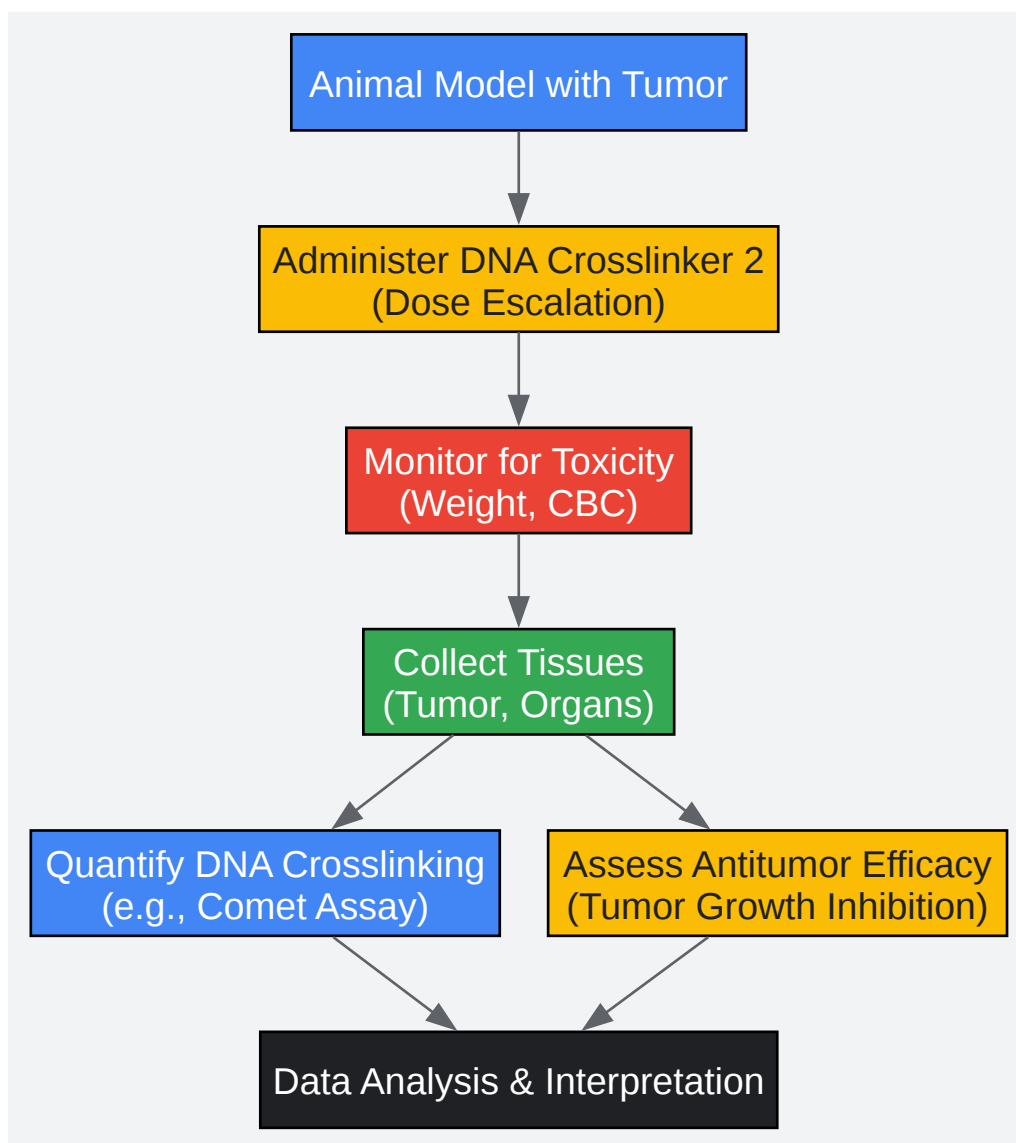 Animal Model with Tumor
Administer DNA Crosslinker 2
(Dose Escalation)
Monitor for Toxicity
(Weight, CBC)
Collect Tissues
(Tumor, Organs)
Quantify DNA Crosslinking
(e.g., Comet Assay)
Assess Antitumor Efficacy
(Tumor Growth Inhibition)
Data Analysis & Interpretation